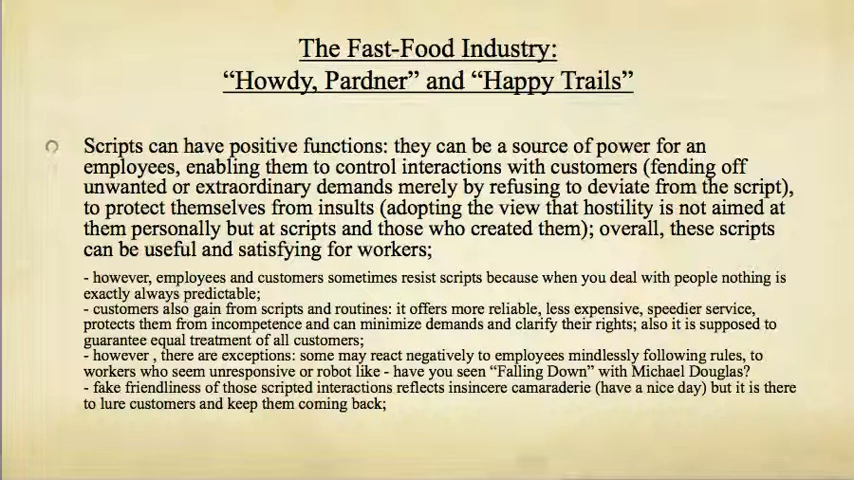 The Fast-Food Industry:
“Howdy, Pardner” and “Happy Trails”
Scripts can have positive functions: they can be a source of power for an
employees, enabling them to control interactions with customers (fending off
unwanted or extraordinary demands merely by refusing to deviate from the script),
to protect themselves from insults (adopting the view that hostility is not aimed at
them personally but at scripts and those who created them); overall, these scripts
can be useful and satisfying for workers;
- however, employees and customers sometimes resist scripts because when you deal with people nothing is
exactly always predictable;
- customers also gain from scripts and routines: it offers more reliable, less expensive, speedier service,
protects them from incompetence and can minimize demands and clarify their rights; also it is supposed to
guarantee equal treatment of all customers;
- however , there are exceptions: some may react negatively to employees mindlessly following rules, to
workers who seem unresponsive or robot like - have you seen “Falling Down” with Michael Douglas?
- fake friendliness of those scripted interactions reflects insincere camaraderie (have a nice day) but it is there
to lure customers and keep them coming back;